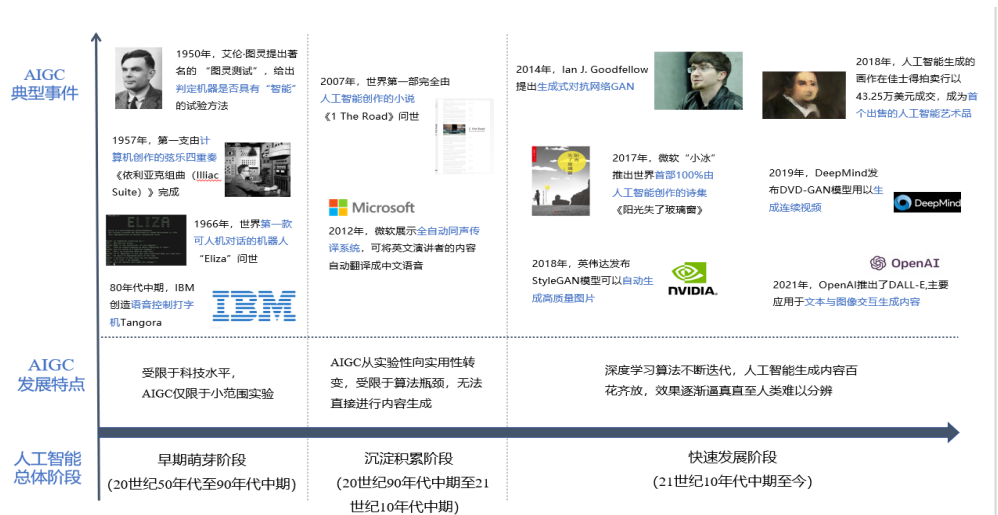 AIGC
典型事件
1950年，艾伦·图灵提出著
名的 “图灵测试”，给出
判定机器是否具有“智能”
的试验方法
1957年，第一支由计
算机创作的弦乐四重奏
《依利亚克组曲（Illiac
Suite）》完成
ELIZA
1966年，世界第一款
可人机对话的机器人
“Eliza”问世
80年代中期，IBM
创造语音控制打字
机Tangora
IBM
2007年，世界第一部完全由
人工智能创作的小说
《1 The Road》问世
Microsoft
2012年，微软展示全自动同声传
译系统，可将英文演讲者的内容
自动翻译成中文语音
2014年，Ian J. Goodfellow
提出生成式对抗网络GAN
2017年，微软“小冰”
推出世界首部100%由
人工智能创作的诗集
《阳光失了玻璃窗》
2018年，英伟达发布
StyleGAN模型可以自动生
成高质量图片
NVIDIA.
2018年，人工智能生成的
画作在佳士得拍卖行以
43.25万美元成交，成为首
个出售的人工智能艺术品
2019年，DeepMind发
布DVD-GAN模型用以生
成连续视频
DeepMind
OpenAI
2021年，OpenAI推出了DALL-E,主要
应用于文本与图像交互生成内容
AIGC
发展特点
受限于科技水平，
AIGC仅限于小范围实验
AIGC从实验性向实用性转
变，受限于算法瓶颈，无法
直接进行内容生成
深度学习算法不断迭代，人工智能生成内容百
花齐放，效果逐渐逼真直至人类难以分辨
人工智能
总体阶段
早期萌芽阶段
(20世纪50年代至90年代中期)
沉淀积累阶段
(20世纪90年代中期至21
世纪10年代中期)
快速发展阶段
(21世纪10年代中期至今)